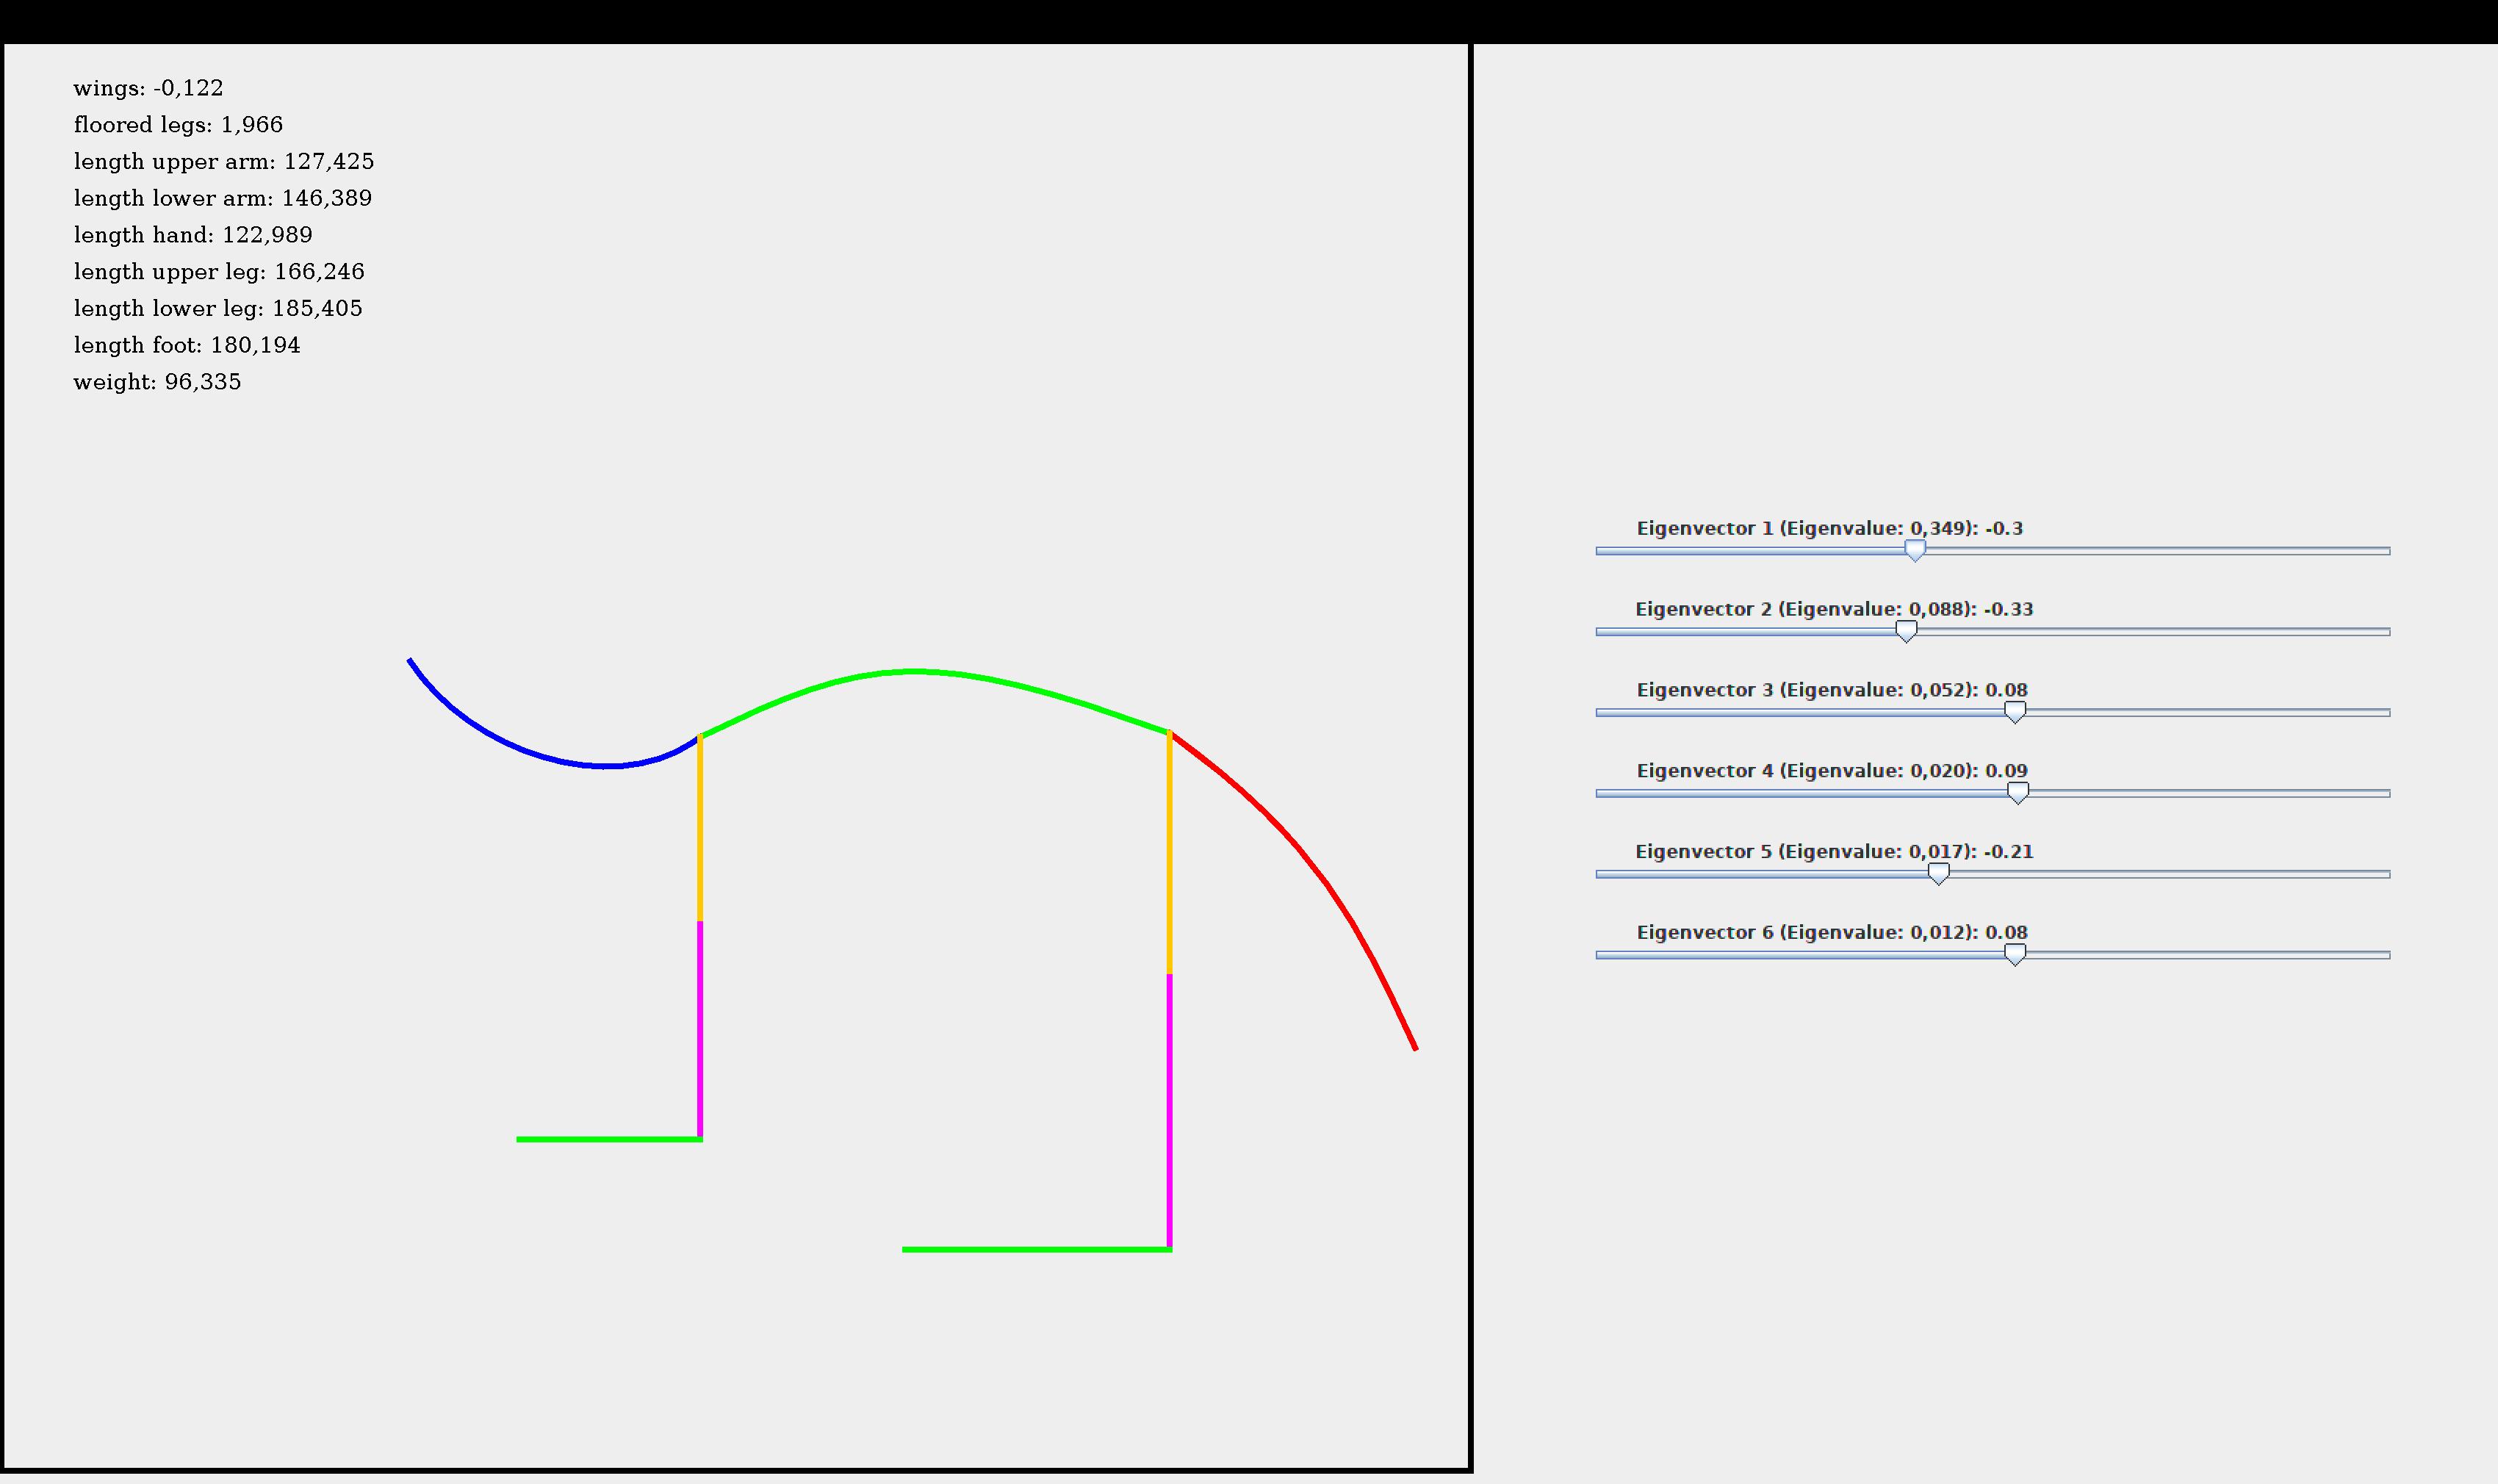 wings: -0,122
floored legs: 1,966
length upper arm: 127,425
length lower arm: 146,389
length hand: 122,989
length upper leg: 166,246
length lower leg: 185,405
length foot: 180,194
weight: 96,335
Eigenvector 1 (Eigenvalue: 0,349): -0.3
Eigenvector 2 (Eigenvalue: 0,088): -0.33
Eigenvector 3 (Eigenvalue: 0,052): 0.08
Eigenvector 4 (Eigenvalue: 0,020): 0.09
Eigenvector 5 (Eigenvalue: 0,017): -0.21
Eigenvector 6 (Eigenvalue: 0,012): 0.08